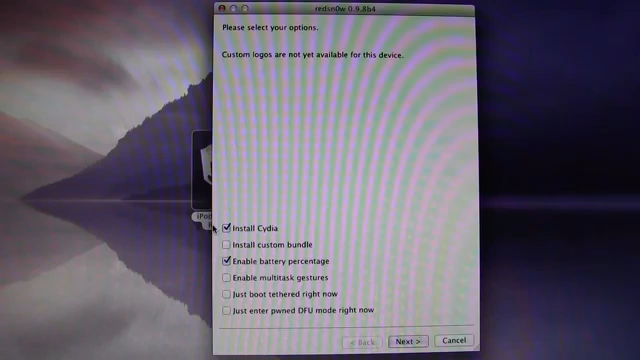 redsn0w 0.9.8b4
Please select your options.
Custom logos are not yet available for this device.
Install Cydia
Install custom bundle
Enable battery percentage
Enable multitask gestures
Just boot tethered right now
Just enter pwned DFU mode right now
< Back
Next >
Cancel